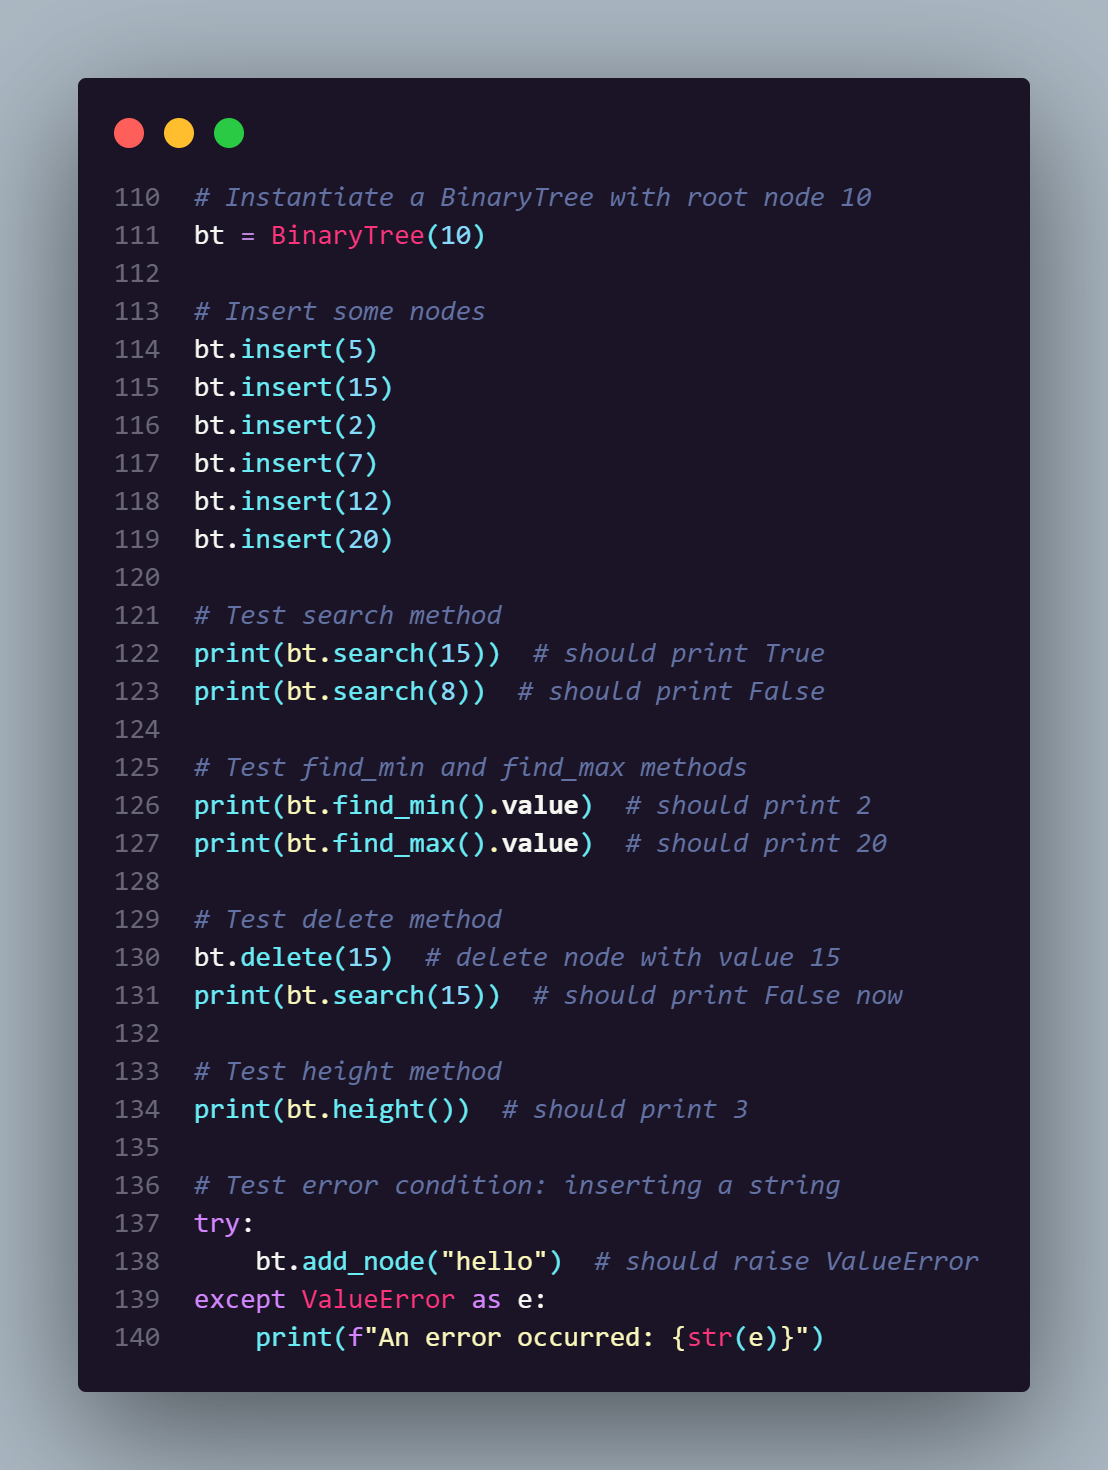 110 # Instantiate a BinaryTree with root node 10
111 bt = BinaryTree(10)
112
113 # Insert some nodes
114 bt.insert(5)
115 bt.insert(15)
116 bt.insert(2)
117 bt.insert(7)
118 bt.insert(12)
119 bt.insert(20)
120
121 # Test search method
122 print(bt.search(15))  # should print True
123 print(bt.search(8))  # should print False
124
125 # Test find_min and find_max methods
126 print(bt.find_min().value)  # should print 2
127 print(bt.find_max().value)  # should print 20
128
129 # Test delete method
130 bt.delete(15)  # delete node with value 15
131 print(bt.search(15))  # should print False now
132
133 # Test height method
134 print(bt.height())  # should print 3
135
136 # Test error condition: inserting a string
137 try:
138     bt.add_node("hello")  # should raise ValueError
139 except ValueError as e:
140     print(f"An error occurred: {str(e)}")